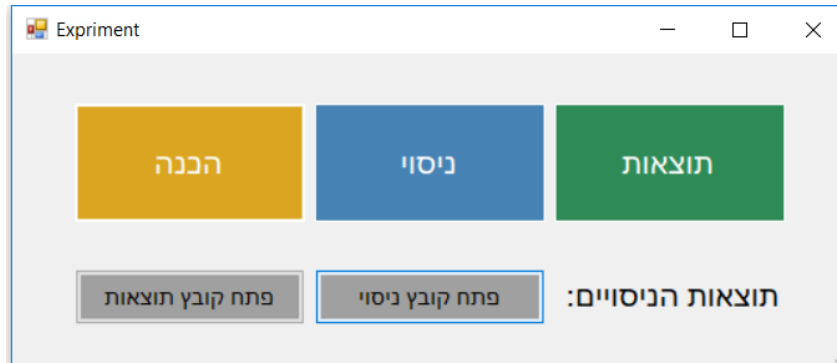 Expriment
תוצאות
ניסוי
הכנה
תוצאות הניסויים:
פתח קובץ ניסוי
פתח קובץ תוצאות